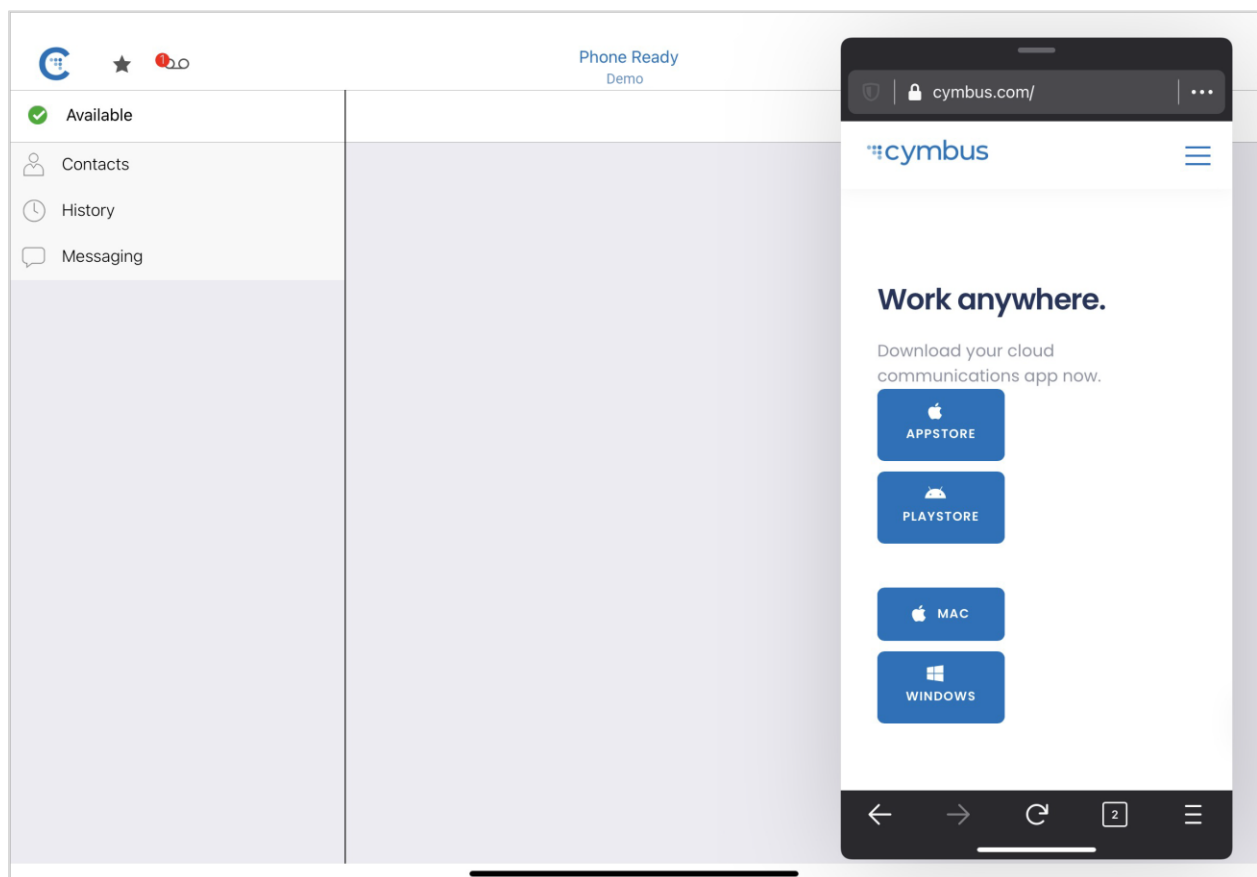 1
Phone Ready
Demo
Available
Contacts
History
Messaging
cymbus.com/
cymbus
Work anywhere.
Download your cloud
communications app now.
APPSTORE
PLAYSTORE
MAC
WINDOWS
2